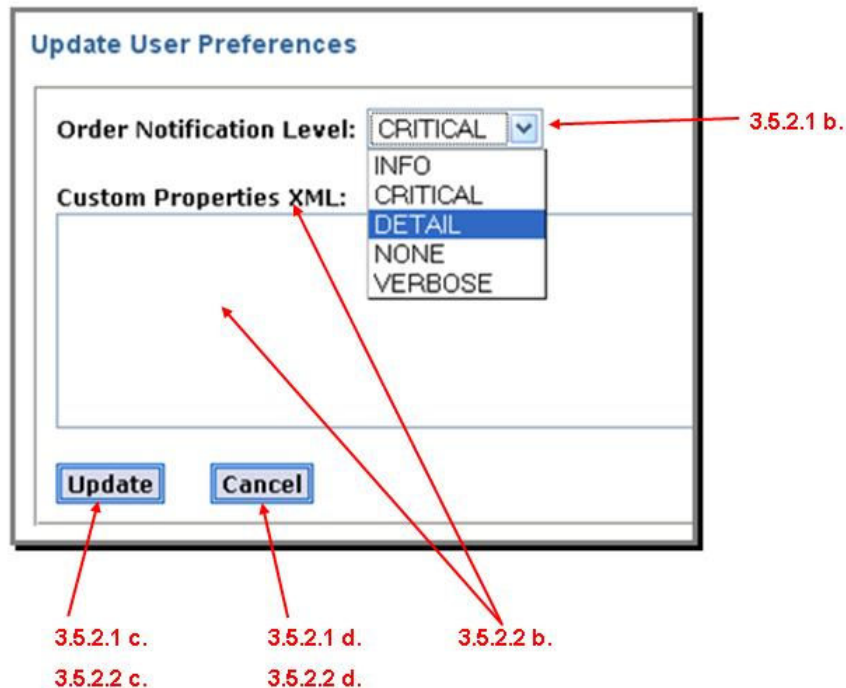 Update User Preferences
Order Notification Level: CRITICAL
3.5.2.1 b.
INFO
Custom Properties XML: CRITICAL
DETAIL
NONE
VERBOSE
Update Cancel
3.5.2.1 c. 3.5.2.1 d. 3.5.2.2 b.
3.5.2.2 c. 3.5.2.2 d.